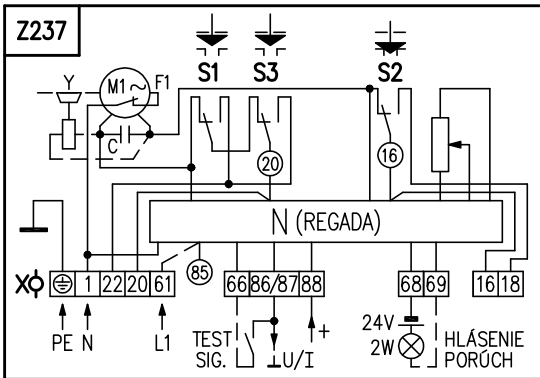 Z237
S1 S3 S2
Y M1 ~ F1
C
20 16
N (REGADA)
X 1 22 20 61 85 66 86/87 88 68 69 16 18
PE N L1
TEST SIG. U/I +
24V 2W
HLÁSENIE PORÚCH